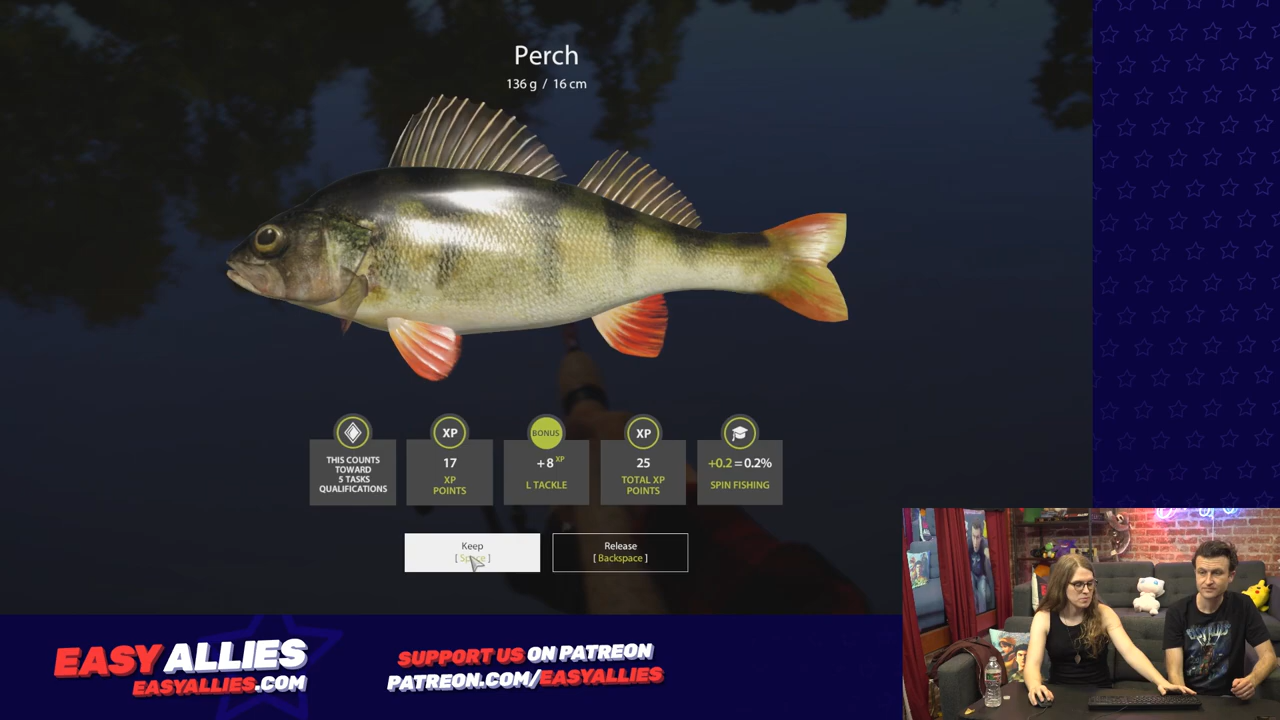 Perch
136 g / 16 cm
THIS COUNTS
TOWARD
5 TASKS
QUALIFICATIONS
XP
17
XP
POINTS
BONUS
+8 XP
L TACKLE
XP
25
TOTAL XP
POINTS
+0.2=0.2%
SPIN FISHING
Keep
[ Space ]
Release
[ Backspace ]
EASY ALLIES
EASYALLIES.COM
SUPPORT US ON PATREON
PATREON.COM/EASYALLIES